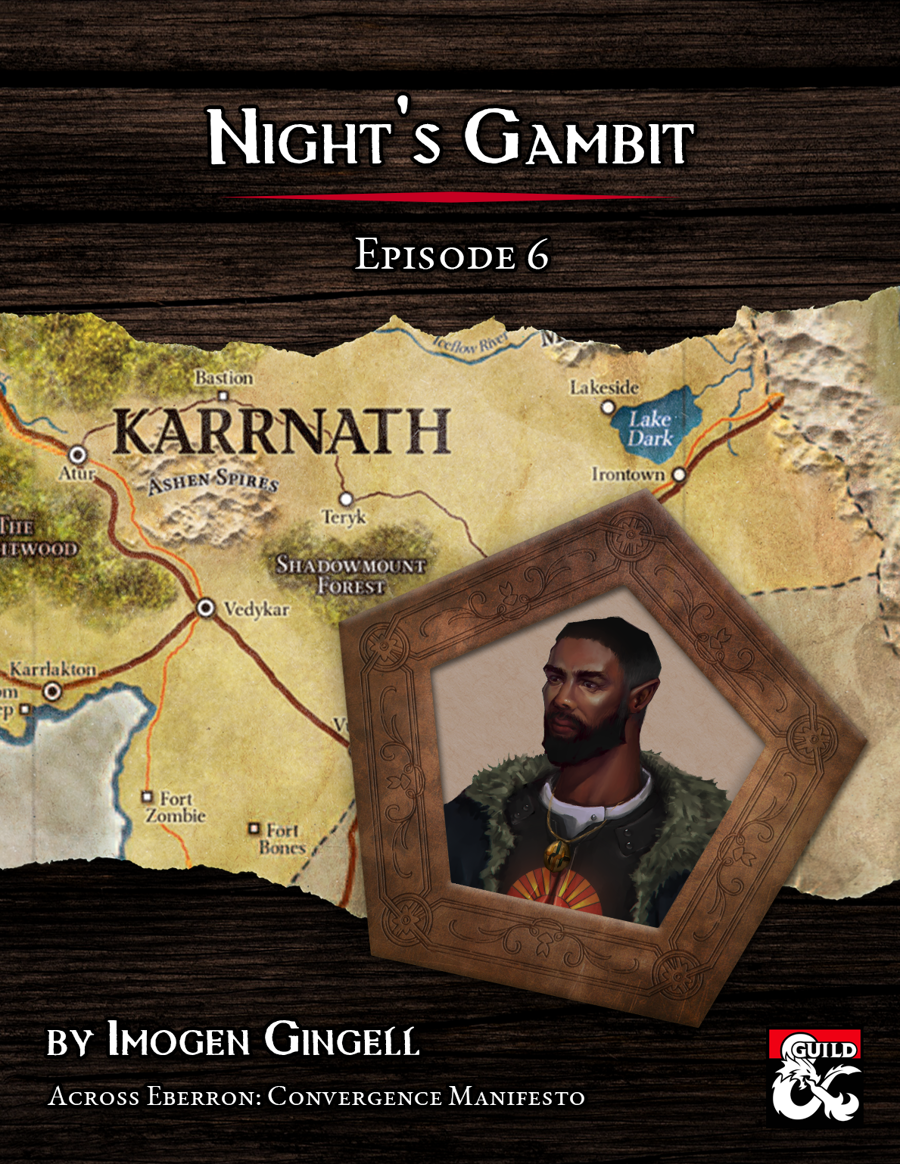 Night's Gambit
Episode 6
Iceflow River
Bastion
Lakeside
KARRNATH
Lake
Dark
Atur
Ashen Spires
Irontown
Teryk
The
Shadowmount
Forest
Vedykar
Karrlakton
Fort
Zombie
Fort
Bones
by Imogen Gingell
GUILD
Across Eberron: Convergence Manifesto